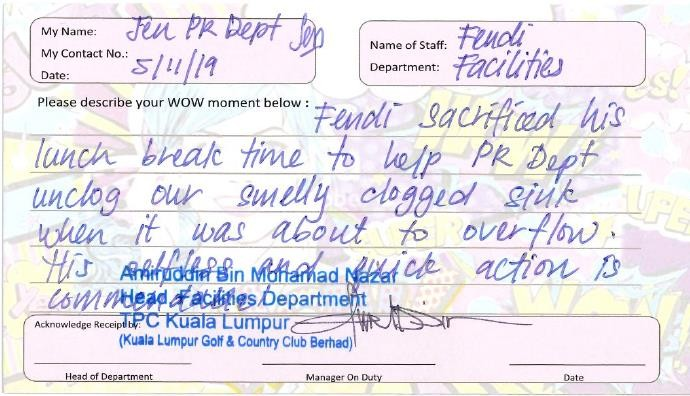 My Name: Jen PR Dept
My Contact No.:
Date: 5/11/19
Name of Staff: Fendi
Department: Facilities
Please describe your WOW moment below : Fendi sacrificed his
lunch break time to help PR Dept
unclog our smelly clogged sink
when it was about to overflow.
His selfless and quick action is
commendable!
Amiruddin Bin Mohamad Nazar
Head Facilities Department
Acknowledge Receipt by:
TPC Kuala Lumpur
(Kuala Lumpur Golf & Country Club Berhad)
Head of Department
Manager On Duty
Date